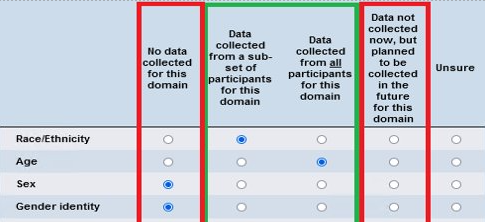 No data
collected
for this
domain
Data
collected
from a sub-
set of
participants
for this
domain
Data
collected
from all
participants
for this
domain
Data not
collected
now, but
planned
to be
collected
in the
future
for this
domain
Unsure
Race/Ethnicity
Age
Sex
Gender identity